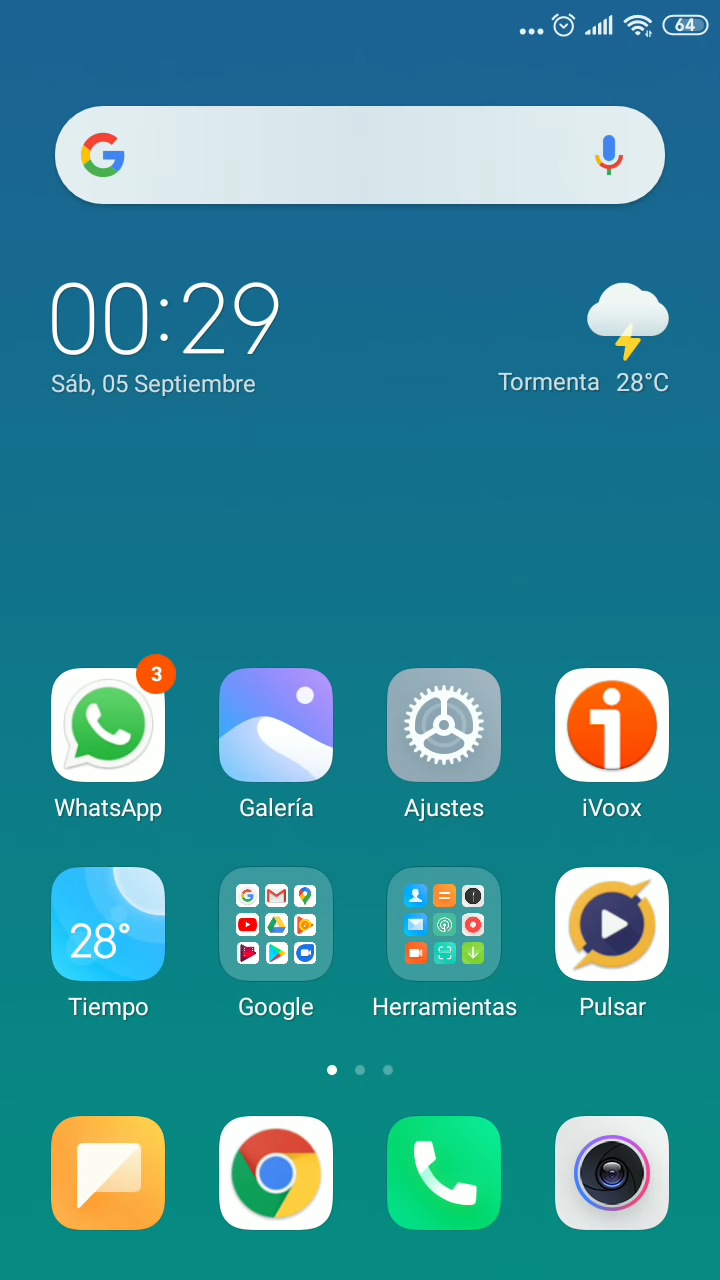 64
00:29
Sáb, 05 Septiembre
Tormenta 28°C
3
WhatsApp
Galería
Ajustes
iVoox
28°
Tiempo
Google
Herramientas
Pulsar